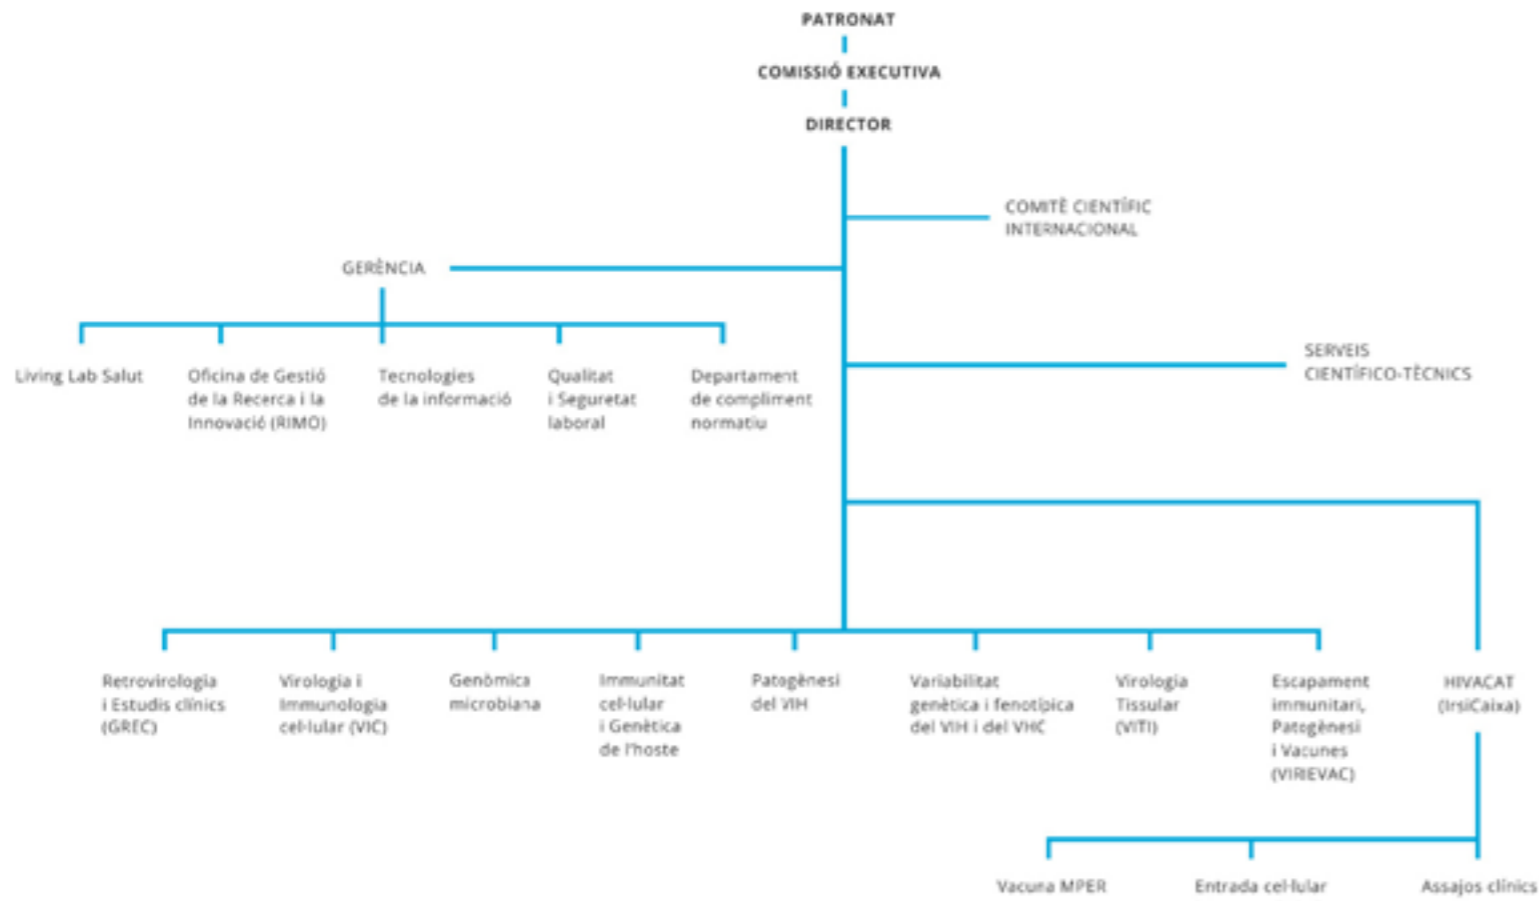 PATRONAT
COMISSIÓ EXECUTIVA
DIRECTOR
COMITÈ CIENTÍFIC
INTERNACIONAL
GERÈNCIA
SERVEIS
CIENTÍFICO-TÈCNICS
Living Lab Salut
Oficina de Gestió
de la Recerca i la
Innovació (RIMO)
Tecnologies
de la informació
Qualitat
i Seguretat
laboral
Departament
de compliment
normatiu
Retrovirologia
i Estudis clínics
(GREC)
Virologia i
Immunologia
cel·lular (VIC)
Genòmica
microbiana
Immunitat
cel·lular
i Genètica
de l'hoste
Patogènesi
del VIH
Variabilitat
genètica i fenotípica
del VIH i del VHC
Virologia
Tissular
(VITI)
Escapament
immunitari,
Patogènesi
i Vacunes
(VIRIEVAC)
HIVACAT
(IrsiCaixa)
Vacuna MPER
Entrada cel·lular
Assajos clínics